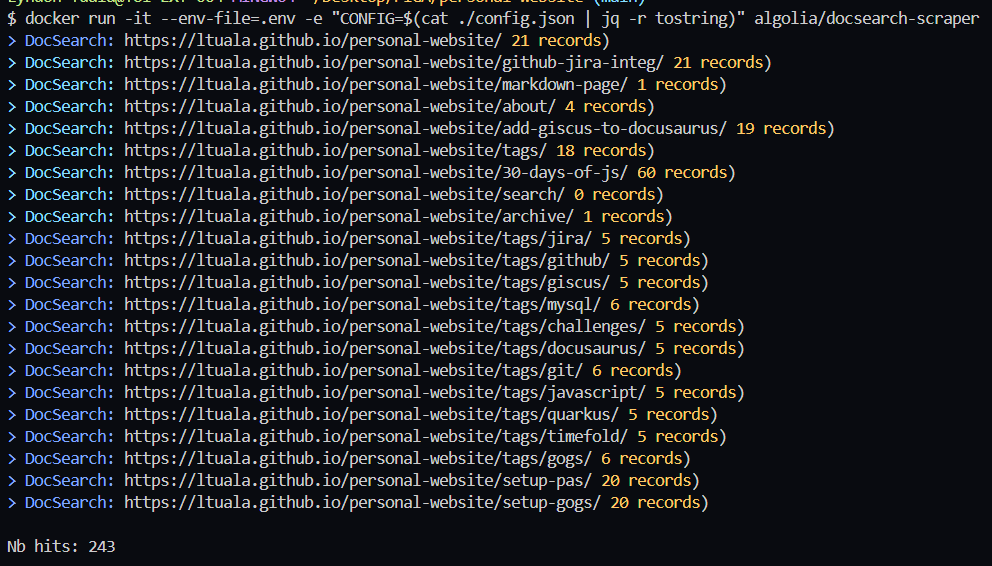 $ docker run -it --env-file=.env -e "CONFIG=$(cat ./config.json | jq -r tostring)" algolia/docsearch-scraper
> DocSearch: https://ltuala.github.io/personal-website/ 21 records)
> DocSearch: https://ltuala.github.io/personal-website/github-jira-integ/ 21 records)
> DocSearch: https://ltuala.github.io/personal-website/markdown-page/ 1 records)
> DocSearch: https://ltuala.github.io/personal-website/about/ 4 records)
> DocSearch: https://ltuala.github.io/personal-website/add-giscus-to-docusaurus/ 19 records)
> DocSearch: https://ltuala.github.io/personal-website/tags/ 18 records)
> DocSearch: https://ltuala.github.io/personal-website/30-days-of-js/ 60 records)
> DocSearch: https://ltuala.github.io/personal-website/search/ 0 records)
> DocSearch: https://ltuala.github.io/personal-website/archive/ 1 records)
> DocSearch: https://ltuala.github.io/personal-website/tags/jira/ 5 records)
> DocSearch: https://ltuala.github.io/personal-website/tags/github/ 5 records)
> DocSearch: https://ltuala.github.io/personal-website/tags/giscus/ 5 records)
> DocSearch: https://ltuala.github.io/personal-website/tags/mysql/ 6 records)
> DocSearch: https://ltuala.github.io/personal-website/tags/challenges/ 5 records)
> DocSearch: https://ltuala.github.io/personal-website/tags/docusaurus/ 5 records)
> DocSearch: https://ltuala.github.io/personal-website/tags/git/ 6 records)
> DocSearch: https://ltuala.github.io/personal-website/tags/javascript/ 5 records)
> DocSearch: https://ltuala.github.io/personal-website/tags/quarkus/ 5 records)
> DocSearch: https://ltuala.github.io/personal-website/tags/timefold/ 5 records)
> DocSearch: https://ltuala.github.io/personal-website/tags/gogs/ 6 records)
> DocSearch: https://ltuala.github.io/personal-website/setup-pas/ 20 records)
> DocSearch: https://ltuala.github.io/personal-website/setup-gogs/ 20 records)
Nb hits: 243